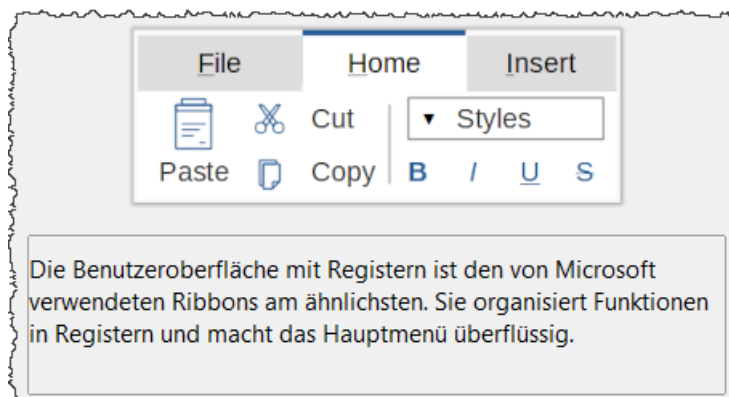 File Home Insert
Cut ▼ Styles
Paste Copy B I U S
Die Benutzeroberfläche mit Registern ist den von Microsoft
verwendeten Ribbons am ähnlichsten. Sie organisiert Funktionen
in Registern und macht das Hauptmenü überflüssig.